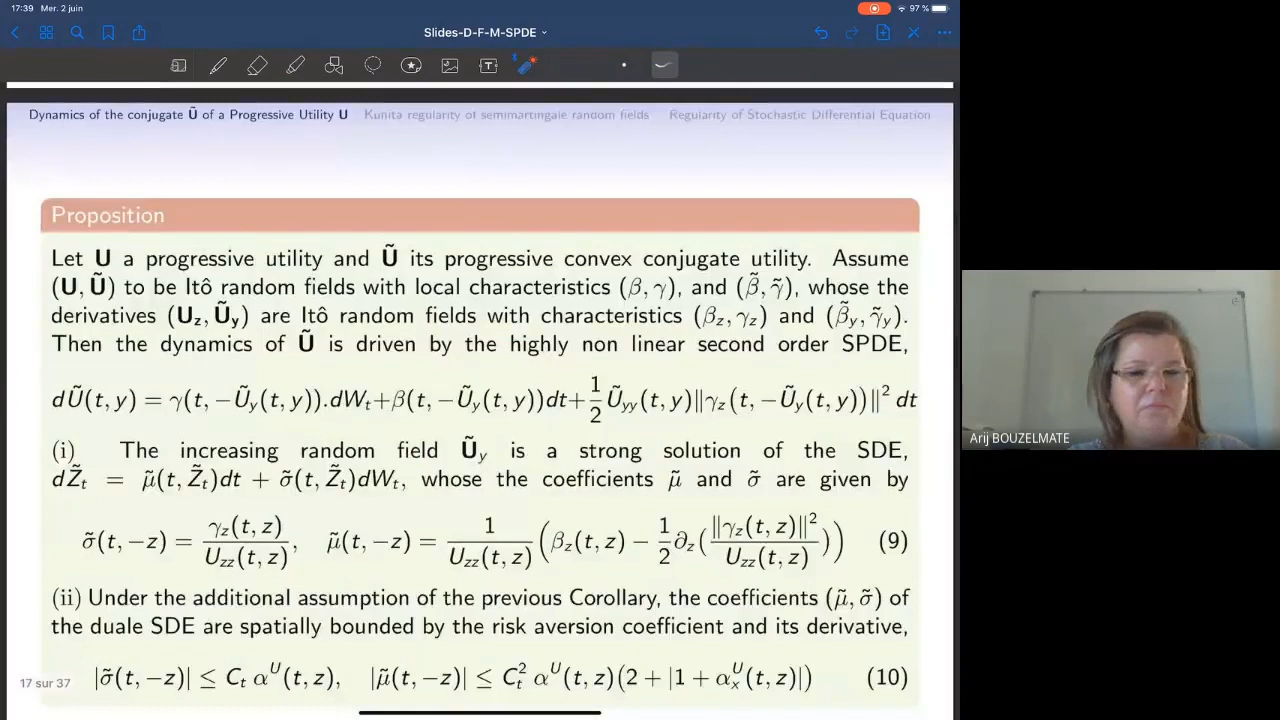 17:39 Mer. 2 juin
97 %
Slides-D-F-M-SPDE
T
Dynamics of the conjugate Ũ of a Progressive Utility U Kunita regularity of semimartingale random fields Regularity of Stochastic Differential Equation
Proposition
Let U a progressive utility and Ũ its progressive convex conjugate utility. Assume
(U, Ũ) to be Itô random fields with local characteristics (β, γ), and (β̃, γ̃), whose the
derivatives (U_z, Ũ_y) are Itô random fields with characteristics (β_z, γ_z) and (β̃_y, γ̃_y).
Then the dynamics of Ũ is driven by the highly non linear second order SPDE,
dŨ(t, y) = γ(t, −Ũ_y(t, y)).dW_t+β(t, −Ũ_y(t, y))dt+ 1/2 Ũ_yy(t, y)‖γ_z(t, −Ũ_y(t, y))‖² dt
(i) The increasing random field Ũ_y is a strong solution of the SDE,
dZ̃_t = μ̃(t, Z̃_t)dt + σ̃(t, Z̃_t)dW_t, whose the coefficients μ̃ and σ̃ are given by
σ̃(t, −z) = γ_z(t, z)/U_zz(t, z), μ̃(t, −z) = 1/U_zz(t, z) (β_z(t, z) − 1/2 ∂_z(‖γ_z(t, z)‖²/U_zz(t, z))) (9)
(ii) Under the additional assumption of the previous Corollary, the coefficients (μ̃, σ̃) of
the duale SDE are spatially bounded by the risk aversion coefficient and its derivative,
|σ̃(t, −z)| ≤ C_t α^U(t, z), |μ̃(t, −z)| ≤ C_t² α^U(t, z)(2 + |1 + α_x^U(t, z)|) (10)
17 sur 37
Arij BOUZELMATE